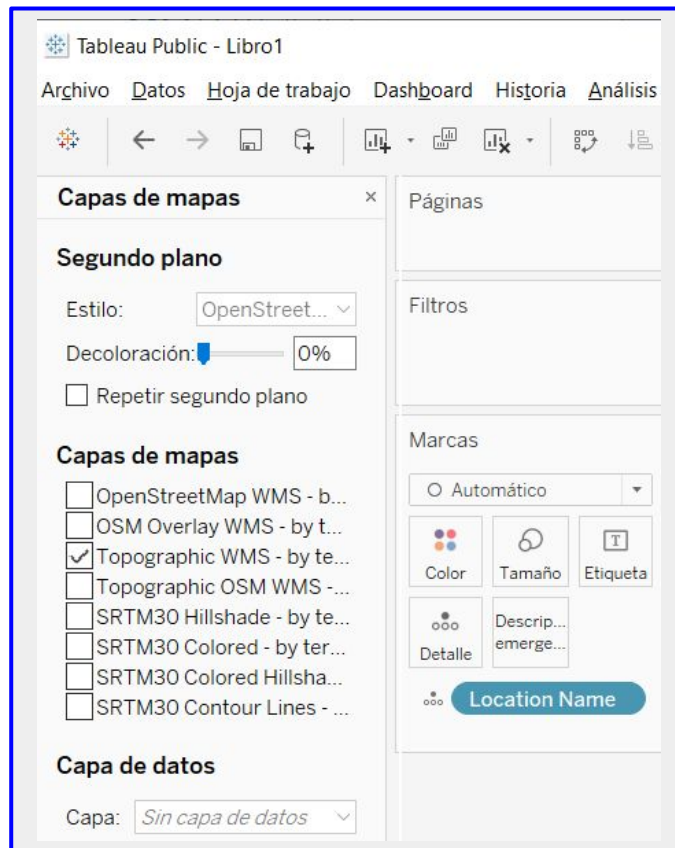 Tableau Public - Libro1
Archivo Datos Hoja de trabajo Dashboard Historia Análisis
Capas de mapas ×
Segundo plano
Estilo: OpenStreet...
Decoloración: 0%
Repetir segundo plano
Capas de mapas
OpenStreetMap WMS - b...
OSM Overlay WMS - by t...
Topographic WMS - by te...
Topographic OSM WMS -...
SRTM30 Hillshade - by te...
SRTM30 Colored - by ter...
SRTM30 Colored Hillsha...
SRTM30 Contour Lines - ...
Capa de datos
Capa: Sin capa de datos
Páginas
Filtros
Marcas
Automático
Color Tamaño T Etiqueta
Detalle Descrip... emerge...
Location Name